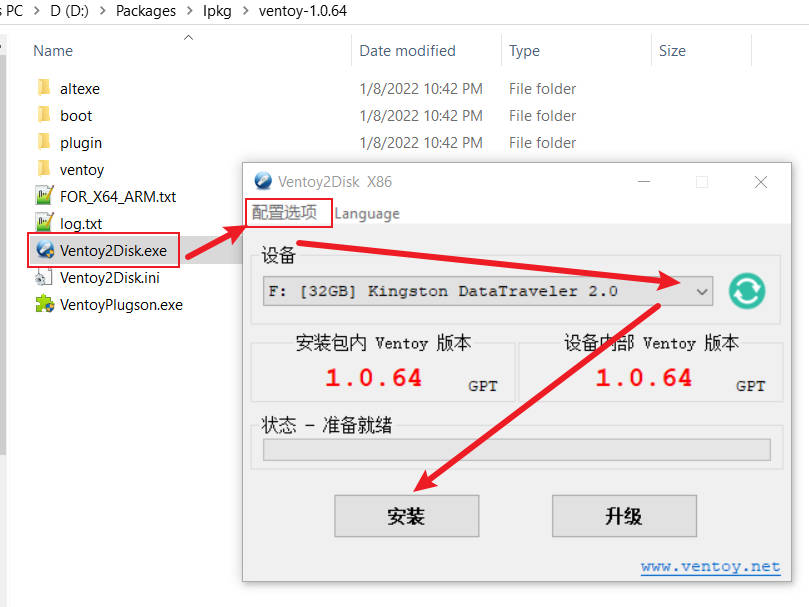 s PC > D (D:) > Packages > Ipkg > ventoy-1.0.64
Name Date modified Type Size
altexe 1/8/2022 10:42 PM File folder
boot 1/8/2022 10:42 PM File folder
plugin 1/8/2022 10:42 PM File folder
ventoy
FOR_X64_ARM.txt
log.txt
Ventoy2Disk.exe
Ventoy2Disk.ini
VentoyPlugson.exe
Ventoy2Disk X86
配置选项 Language
设备
F: [32GB] Kingston DataTraveler 2.0
安装包内 Ventoy 版本 设备内部 Ventoy 版本
1.0.64 GPT 1.0.64 GPT
状态 - 准备就绪
安装 升级
www.ventoy.net